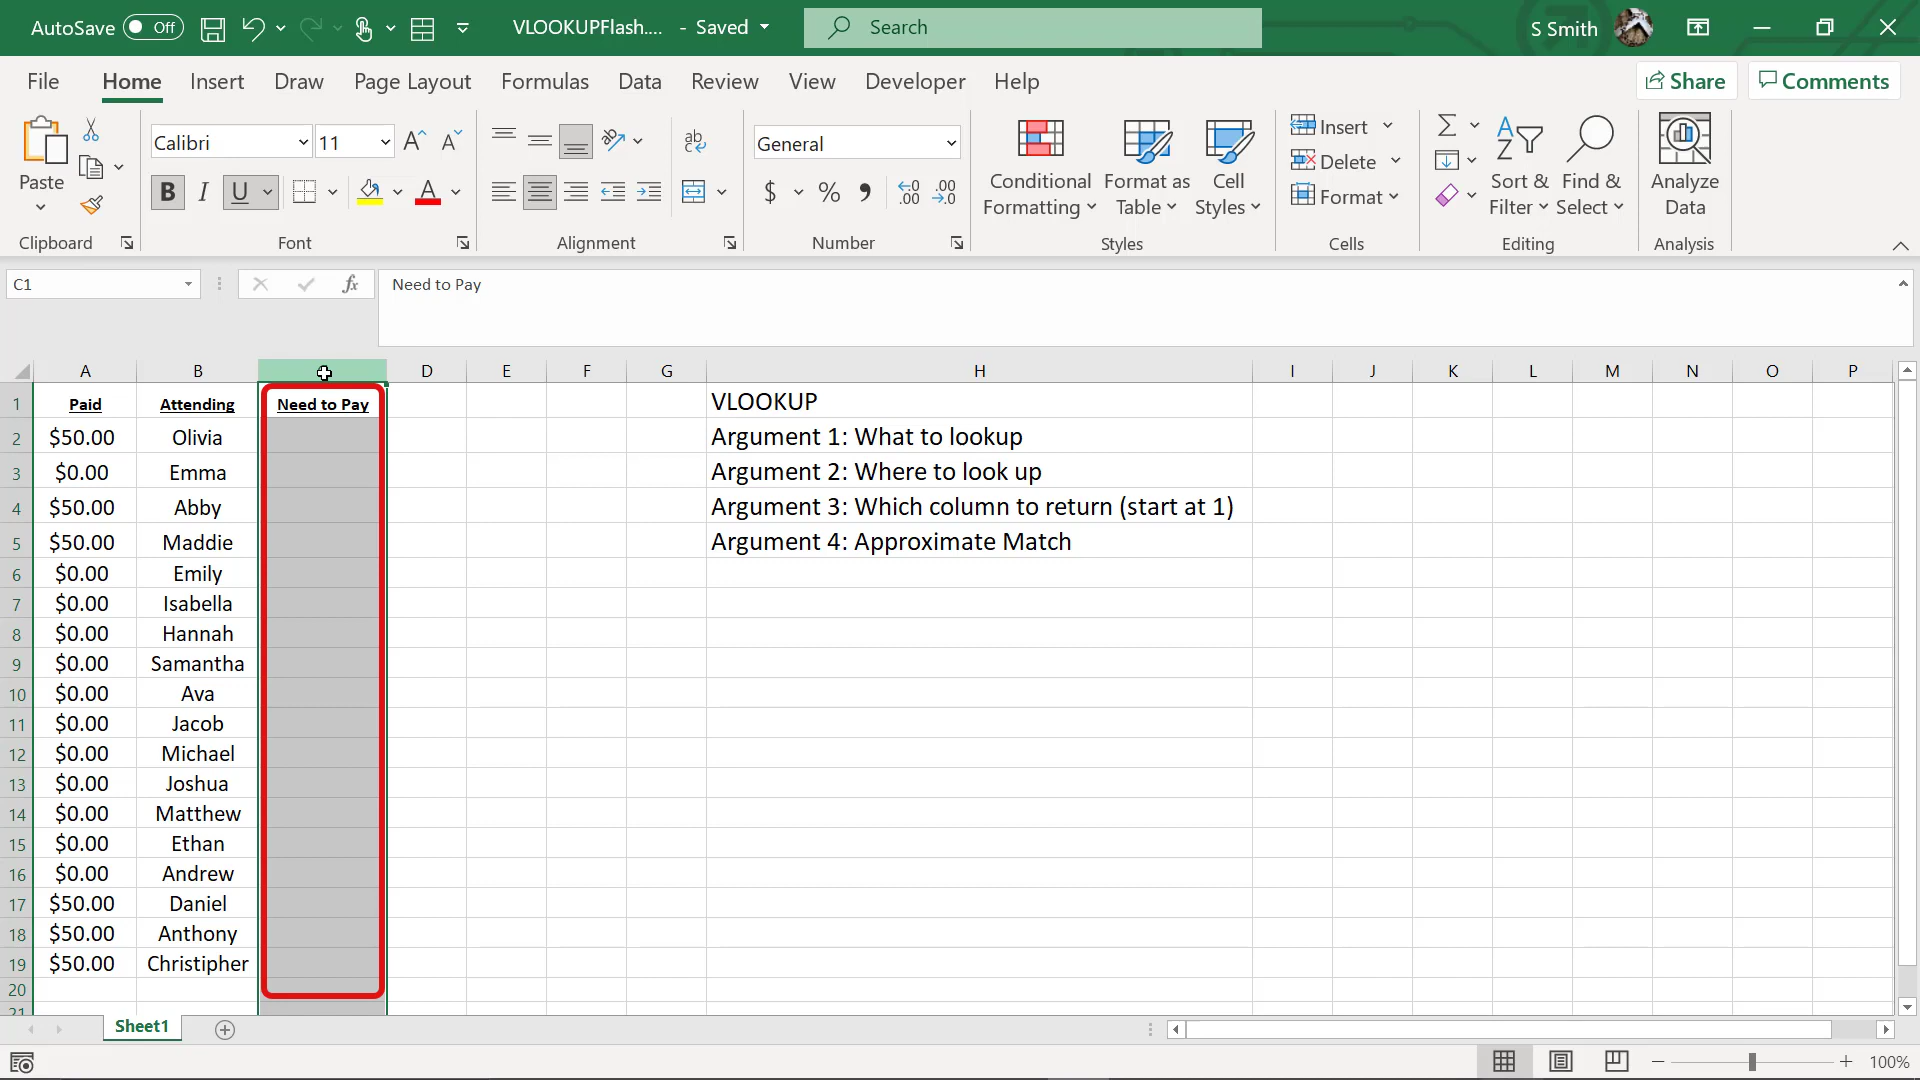 AutoSave Off VLOOKUPFlash.... - Saved Search S Smith
File Home Insert Draw Page Layout Formulas Data Review View Developer Help Share Comments
Paste
Clipboard
Calibri 11
B I U A
Font
ab
Alignment
General
$ % , .00 .00
Number
Conditional Formatting
Format as Table
Cell Styles
Styles
Insert
Delete
Format
Cells
Sort & Filter
Find & Select
Editing
Analyze Data
Analysis
C1 fx Need to Pay
A B D E F G H I J K L M N O P
1 Paid Attending Need to Pay VLOOKUP
2 $50.00 Olivia Argument 1: What to lookup
3 $0.00 Emma Argument 2: Where to look up
4 $50.00 Abby Argument 3: Which column to return (start at 1)
5 $50.00 Maddie Argument 4: Approximate Match
6 $0.00 Emily
7 $0.00 Isabella
8 $0.00 Hannah
9 $0.00 Samantha
10 $0.00 Ava
11 $0.00 Jacob
12 $0.00 Michael
13 $0.00 Joshua
14 $0.00 Matthew
15 $0.00 Ethan
16 $0.00 Andrew
17 $50.00 Daniel
18 $50.00 Anthony
19 $50.00 Christipher
20
21
Sheet1
100%